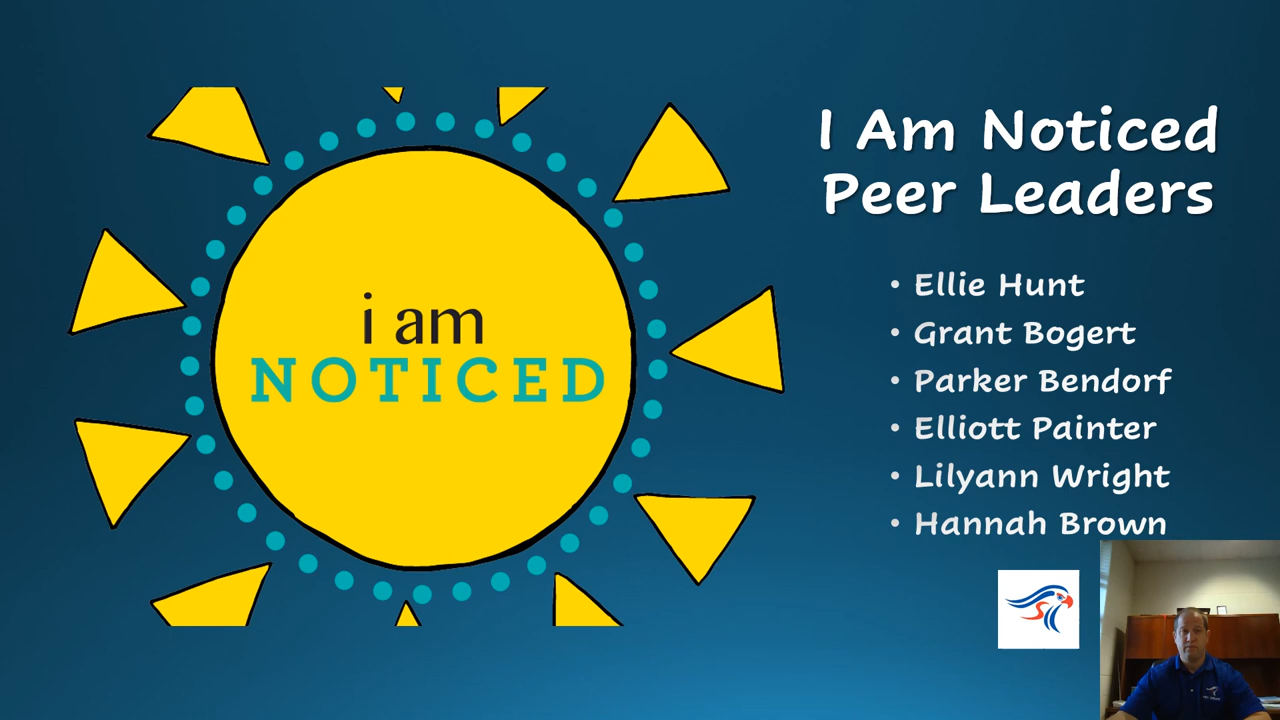 i am
NOTICED
I Am Noticed
Peer Leaders
• Ellie Hunt
• Grant Bogert
• Parker Bendorf
• Elliott Painter
• Lilyann Wright
• Hannah Brown